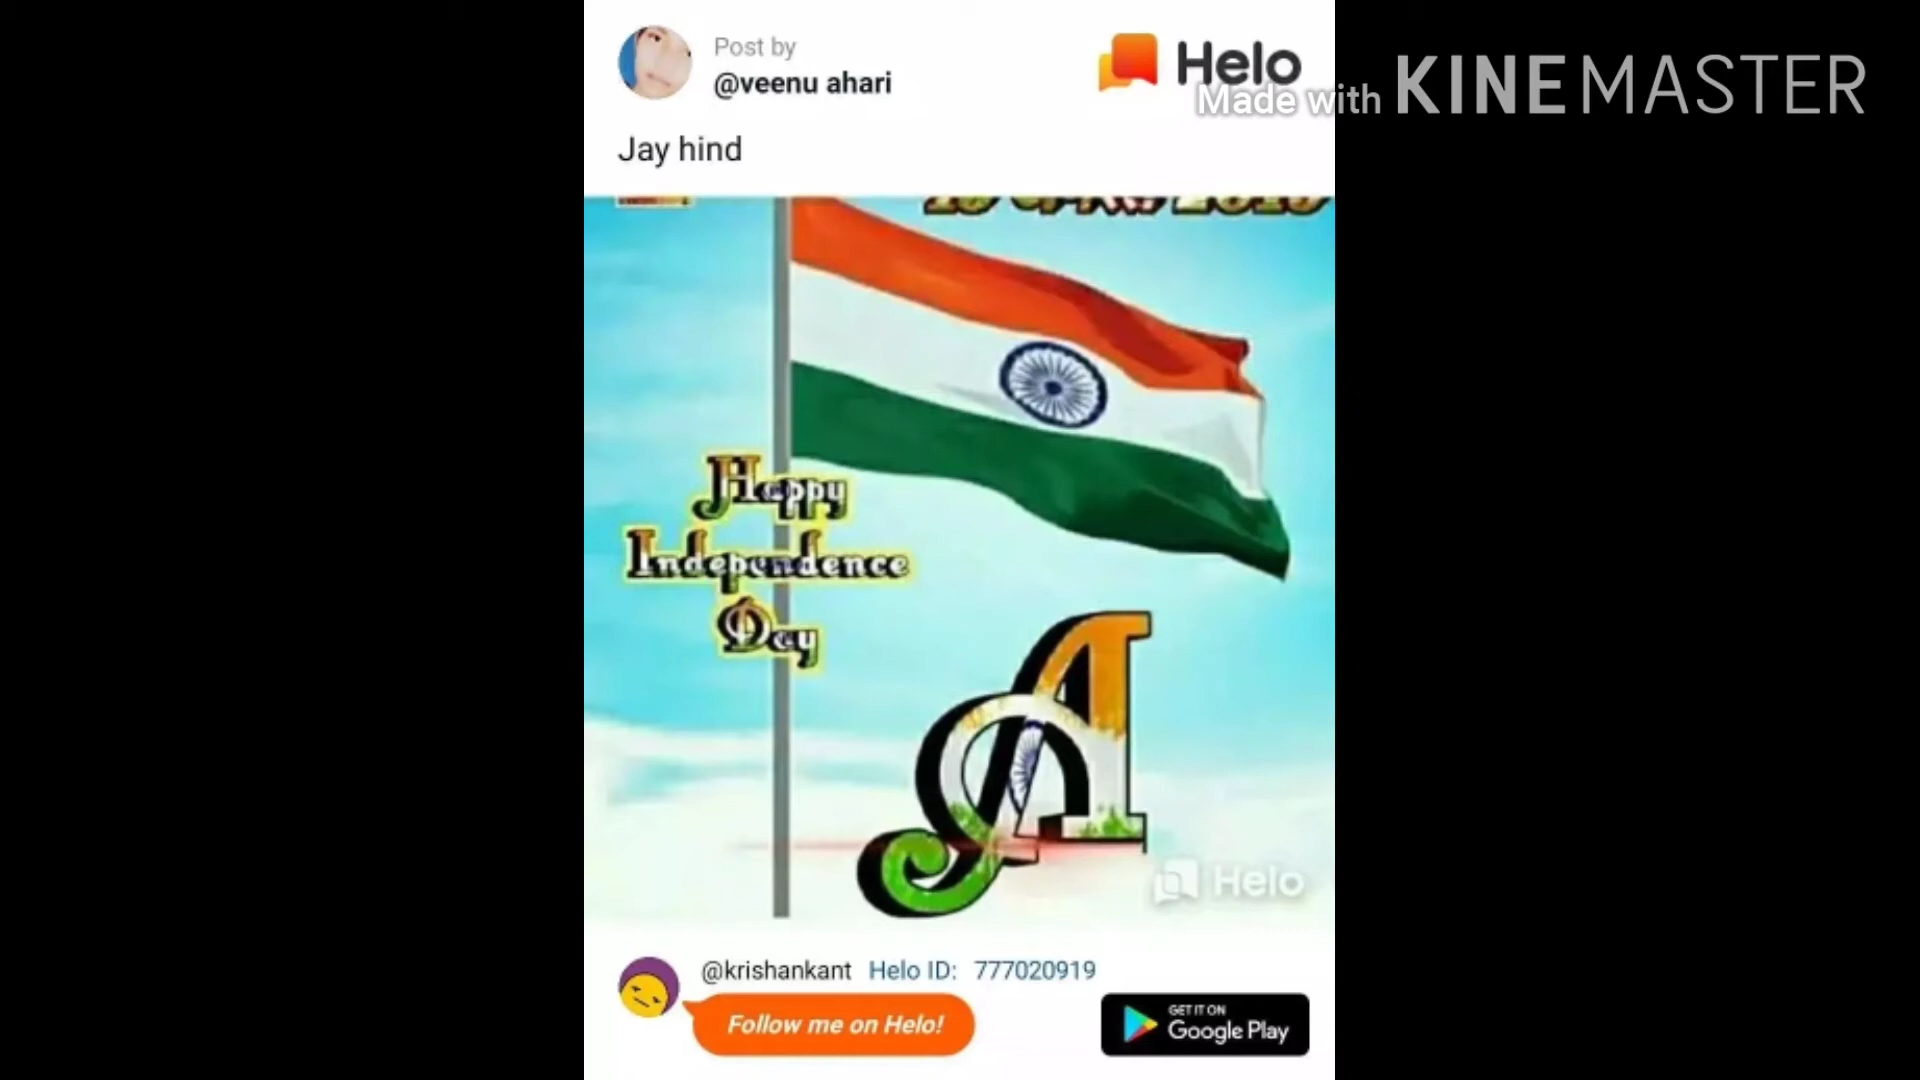 Post by
@veenu ahari
Helo
Made with KINEMASTER
Jay hind
Happy
Independence
Day
A
Helo
@krishankant Helo ID: 777020919
Follow me on Helo!
GET IT ON
Google Play